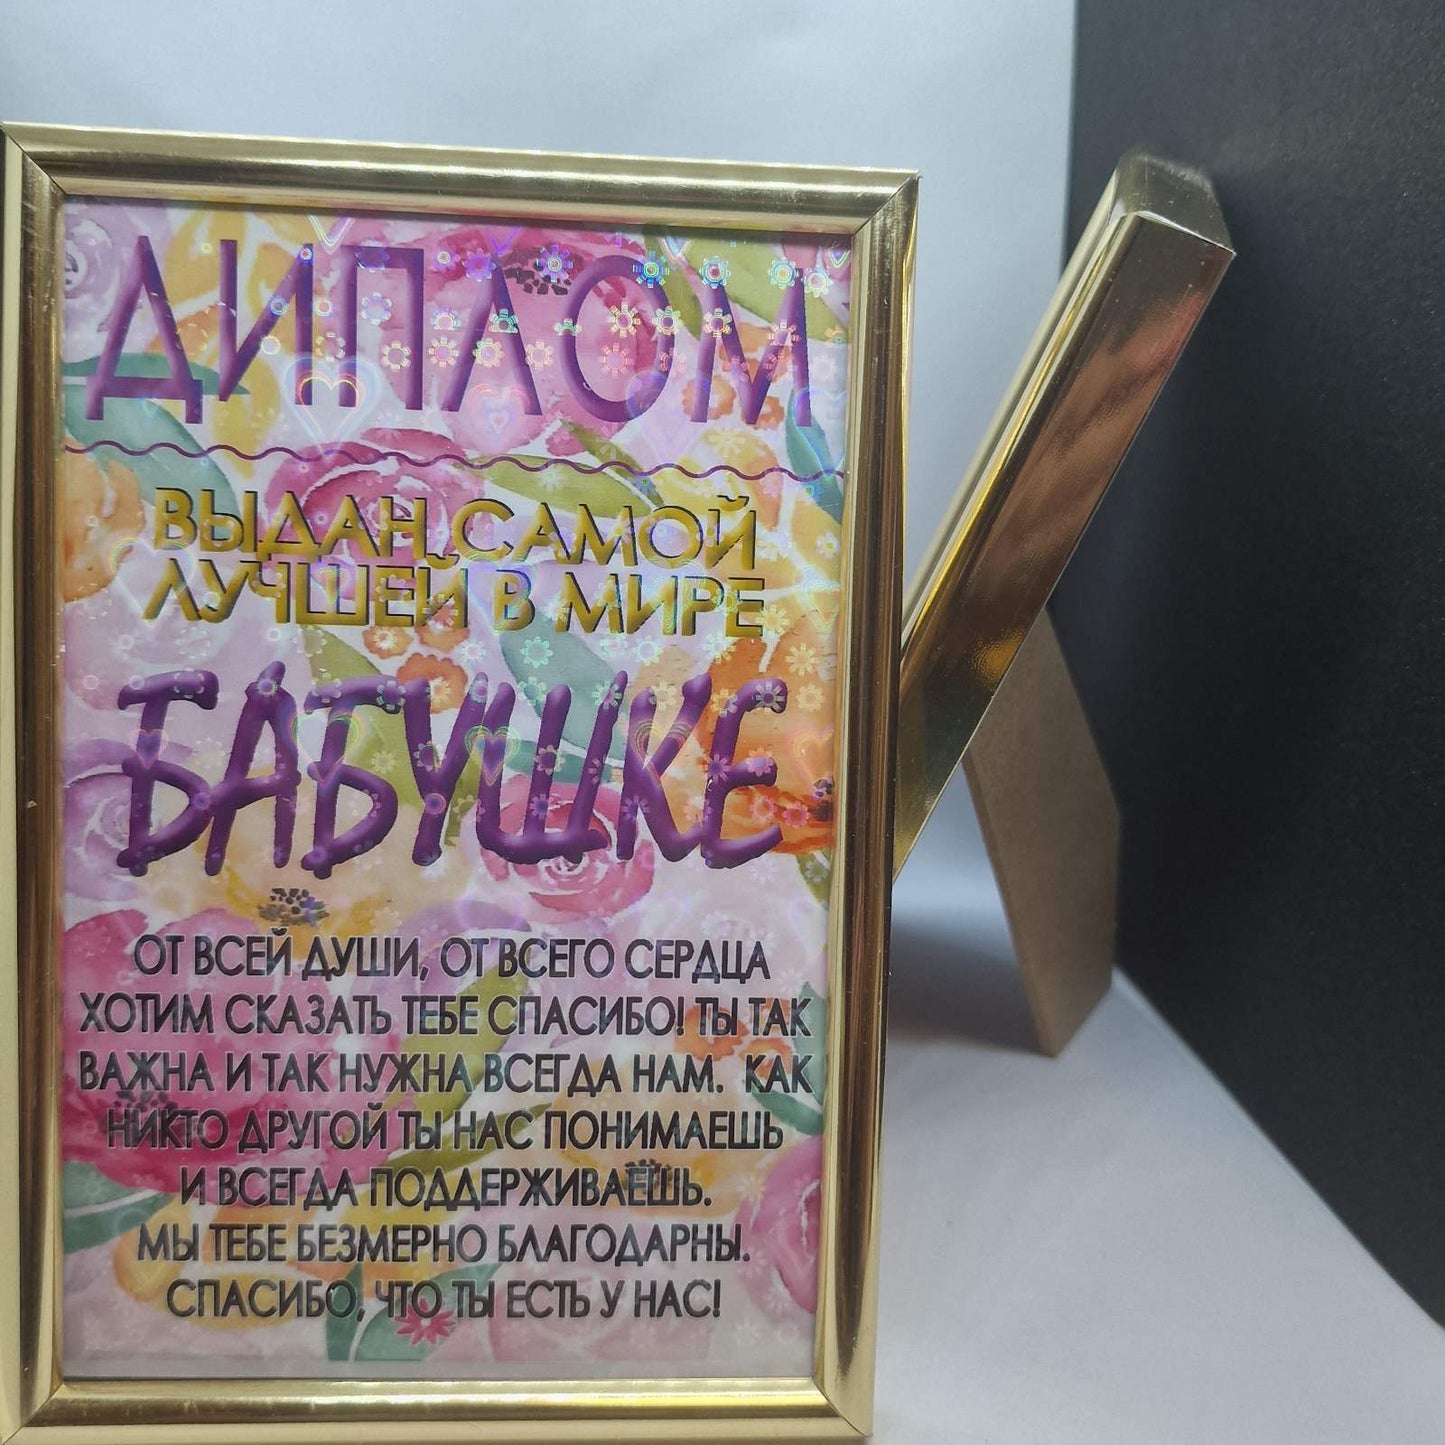 ДИПЛОМ
ВЫДАН САМОЙ
ЛУЧШЕЙ В МИРЕ
БАБУШКЕ
ОТ ВСЕЙ ДУШИ, ОТ ВСЕГО СЕРДЦА
ХОТИМ СКАЗАТЬ ТЕБЕ СПАСИБО! ТЫ ТАК
ВАЖНА И ТАК НУЖНА ВСЕГДА НАМ. КАК
НИКТО ДРУГОЙ ТЫ НАС ПОНИМАЕШЬ
И ВСЕГДА ПОДДЕРЖИВАЕШЬ.
МЫ ТЕБЕ БЕЗМЕРНО БЛАГОДАРНЫ.
СПАСИБО, ЧТО ТЫ ЕСТЬ У НАС!